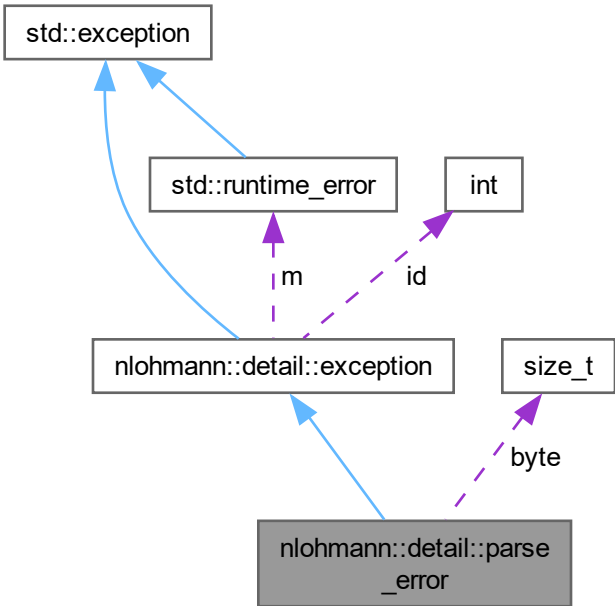 std::exception
std::runtime_error
int
m
id
nlohmann::detail::exception
size_t
byte
nlohmann::detail::parse
_error